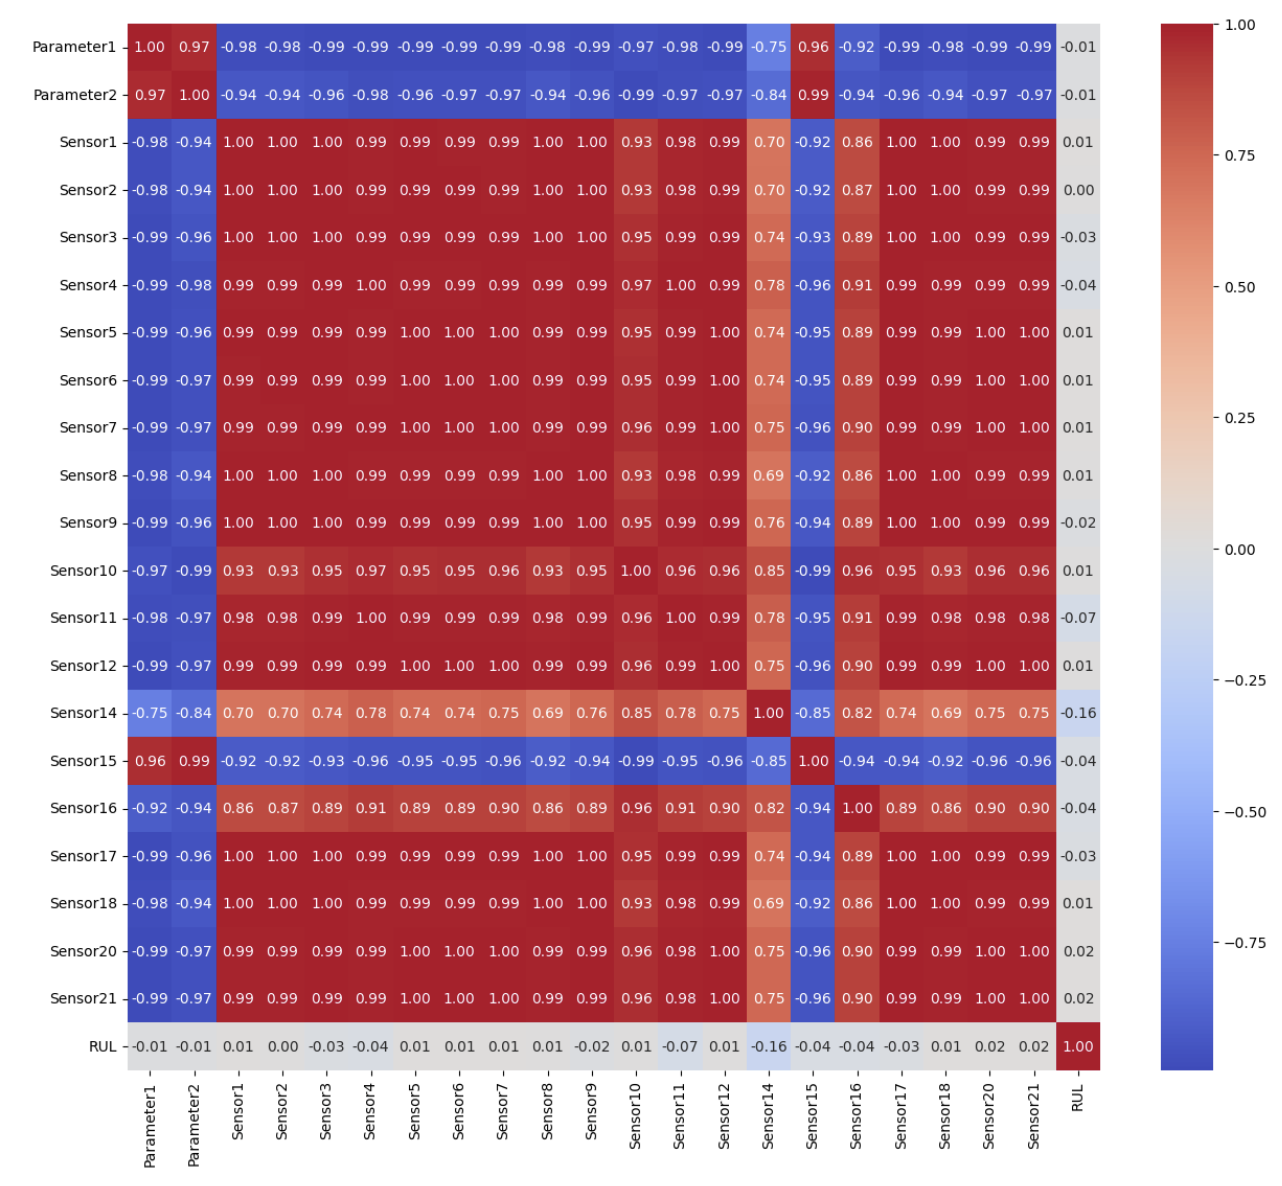 Parameter1 1.00 0.97 -0.98 -0.98 -0.99 -0.99 -0.99 -0.99 -0.99 -0.98 -0.99 -0.97 -0.98 -0.99 -0.75 0.96 -0.92 -0.99 -0.98 -0.99 -0.99 -0.01
Parameter2 0.97 1.00 -0.94 -0.94 -0.96 -0.98 -0.96 -0.97 -0.97 -0.94 -0.96 -0.99 -0.97 -0.97 -0.84 0.99 -0.94 -0.96 -0.94 -0.97 -0.97 -0.01
Sensor1 -0.98 -0.94 1.00 1.00 1.00 0.99 0.99 0.99 0.99 1.00 1.00 0.93 0.98 0.99 0.70 -0.92 0.86 1.00 1.00 0.99 0.99 0.01
Sensor2 -0.98 -0.94 1.00 1.00 1.00 0.99 0.99 0.99 0.99 1.00 1.00 0.93 0.98 0.99 0.70 -0.92 0.87 1.00 1.00 0.99 0.99 0.00
Sensor3 -0.99 -0.96 1.00 1.00 1.00 0.99 0.99 0.99 0.99 1.00 1.00 0.95 0.99 0.99 0.74 -0.93 0.89 1.00 1.00 0.99 0.99 -0.03
Sensor4 -0.99 -0.98 0.99 0.99 0.99 1.00 0.99 0.99 0.99 0.99 0.99 0.97 1.00 0.99 0.78 -0.96 0.91 0.99 0.99 0.99 0.99 -0.04
Sensor5 -0.99 -0.96 0.99 0.99 0.99 0.99 1.00 1.00 1.00 0.99 0.99 0.95 0.99 1.00 0.74 -0.95 0.89 0.99 0.99 1.00 1.00 0.01
Sensor6 -0.99 -0.97 0.99 0.99 0.99 0.99 1.00 1.00 1.00 0.99 0.99 0.95 0.99 1.00 0.74 -0.95 0.89 0.99 0.99 1.00 1.00 0.01
Sensor7 -0.99 -0.97 0.99 0.99 0.99 0.99 1.00 1.00 1.00 0.99 0.99 0.96 0.99 1.00 0.75 -0.96 0.90 0.99 0.99 1.00 1.00 0.01
Sensor8 -0.98 -0.94 1.00 1.00 1.00 0.99 0.99 0.99 0.99 1.00 1.00 0.93 0.98 0.99 0.69 -0.92 0.86 1.00 1.00 0.99 0.99 0.01
Sensor9 -0.99 -0.96 1.00 1.00 1.00 0.99 0.99 0.99 0.99 1.00 1.00 0.95 0.99 0.99 0.76 -0.94 0.89 1.00 1.00 0.99 0.99 -0.02
Sensor10 -0.97 -0.99 0.93 0.93 0.95 0.97 0.95 0.95 0.96 0.93 0.95 1.00 0.96 0.96 0.85 -0.99 0.96 0.95 0.93 0.96 0.96 0.01
Sensor11 -0.98 -0.97 0.98 0.98 0.99 1.00 0.99 0.99 0.99 0.98 0.99 0.96 1.00 0.99 0.78 -0.95 0.91 0.99 0.98 0.98 0.98 -0.07
Sensor12 -0.99 -0.97 0.99 0.99 0.99 0.99 1.00 1.00 1.00 0.99 0.99 0.96 0.99 1.00 0.75 -0.96 0.90 0.99 0.99 1.00 1.00 0.01
Sensor14 -0.75 -0.84 0.70 0.70 0.74 0.78 0.74 0.74 0.75 0.69 0.76 0.85 0.78 0.75 1.00 -0.85 0.82 0.74 0.69 0.75 0.75 -0.16
Sensor15 0.96 0.99 -0.92 -0.92 -0.93 -0.96 -0.95 -0.95 -0.96 -0.92 -0.94 -0.99 -0.95 -0.96 -0.85 1.00 -0.94 -0.94 -0.92 -0.96 -0.96 -0.04
Sensor16 -0.92 -0.94 0.86 0.87 0.89 0.91 0.89 0.89 0.90 0.86 0.89 0.96 0.91 0.90 0.82 -0.94 1.00 0.89 0.86 0.90 0.90 -0.04
Sensor17 -0.99 -0.96 1.00 1.00 1.00 0.99 0.99 0.99 0.99 1.00 1.00 0.95 0.99 0.99 0.74 -0.94 0.89 1.00 1.00 0.99 0.99 -0.03
Sensor18 -0.98 -0.94 1.00 1.00 1.00 0.99 0.99 0.99 0.99 1.00 1.00 0.93 0.98 0.99 0.69 -0.92 0.86 1.00 1.00 0.99 0.99 0.01
Sensor20 -0.99 -0.97 0.99 0.99 0.99 0.99 1.00 1.00 1.00 0.99 0.99 0.96 0.98 1.00 0.75 -0.96 0.90 0.99 0.99 1.00 1.00 0.02
Sensor21 -0.99 -0.97 0.99 0.99 0.99 0.99 1.00 1.00 1.00 0.99 0.99 0.96 0.98 1.00 0.75 -0.96 0.90 0.99 0.99 1.00 1.00 0.02
RUL -0.01 -0.01 0.01 0.00 -0.03 -0.04 0.01 0.01 0.01 0.01 -0.02 0.01 -0.07 0.01 -0.16 -0.04 -0.04 -0.03 0.01 0.02 0.02 1.00
Parameter1 Parameter2 Sensor1 Sensor2 Sensor3 Sensor4 Sensor5 Sensor6 Sensor7 Sensor8 Sensor9 Sensor10 Sensor11 Sensor12 Sensor14 Sensor15 Sensor16 Sensor17 Sensor18 Sensor20 Sensor21 RUL
1.00
0.75
0.50
0.25
0.00
−0.25
−0.50
−0.75